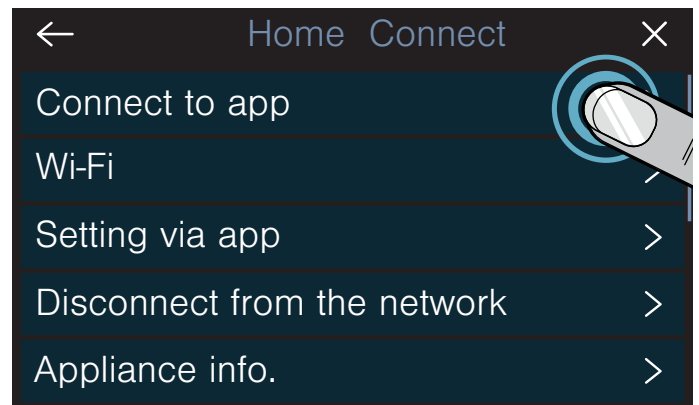 Home Connect
Connect to app
Wi-Fi
Setting via app
Disconnect from the network
Appliance info.